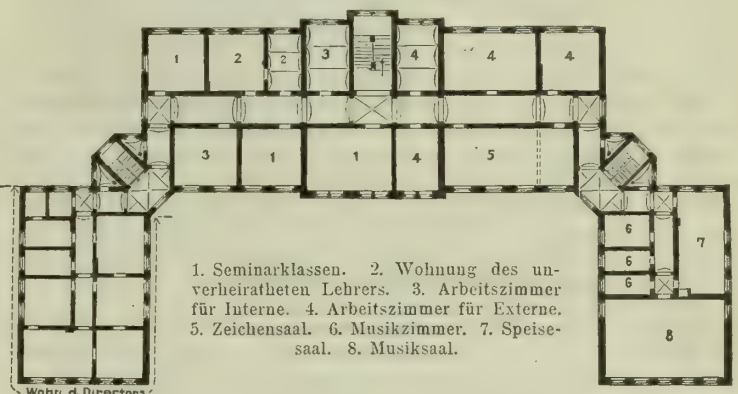 1 2 2 3 4 4 4
3 1 1 4 5
6 7
6
6
8
1. Seminarklassen. 2. Wohnung des un-
verheiratheten Lehrers. 3. Arbeitszimmer
für Interne. 4. Arbeitszimmer für Externe.
5. Zeichensaal. 6. Musikzimmer. 7. Speise-
saal. 8. Musiksaal.
Wohn. d. Directors